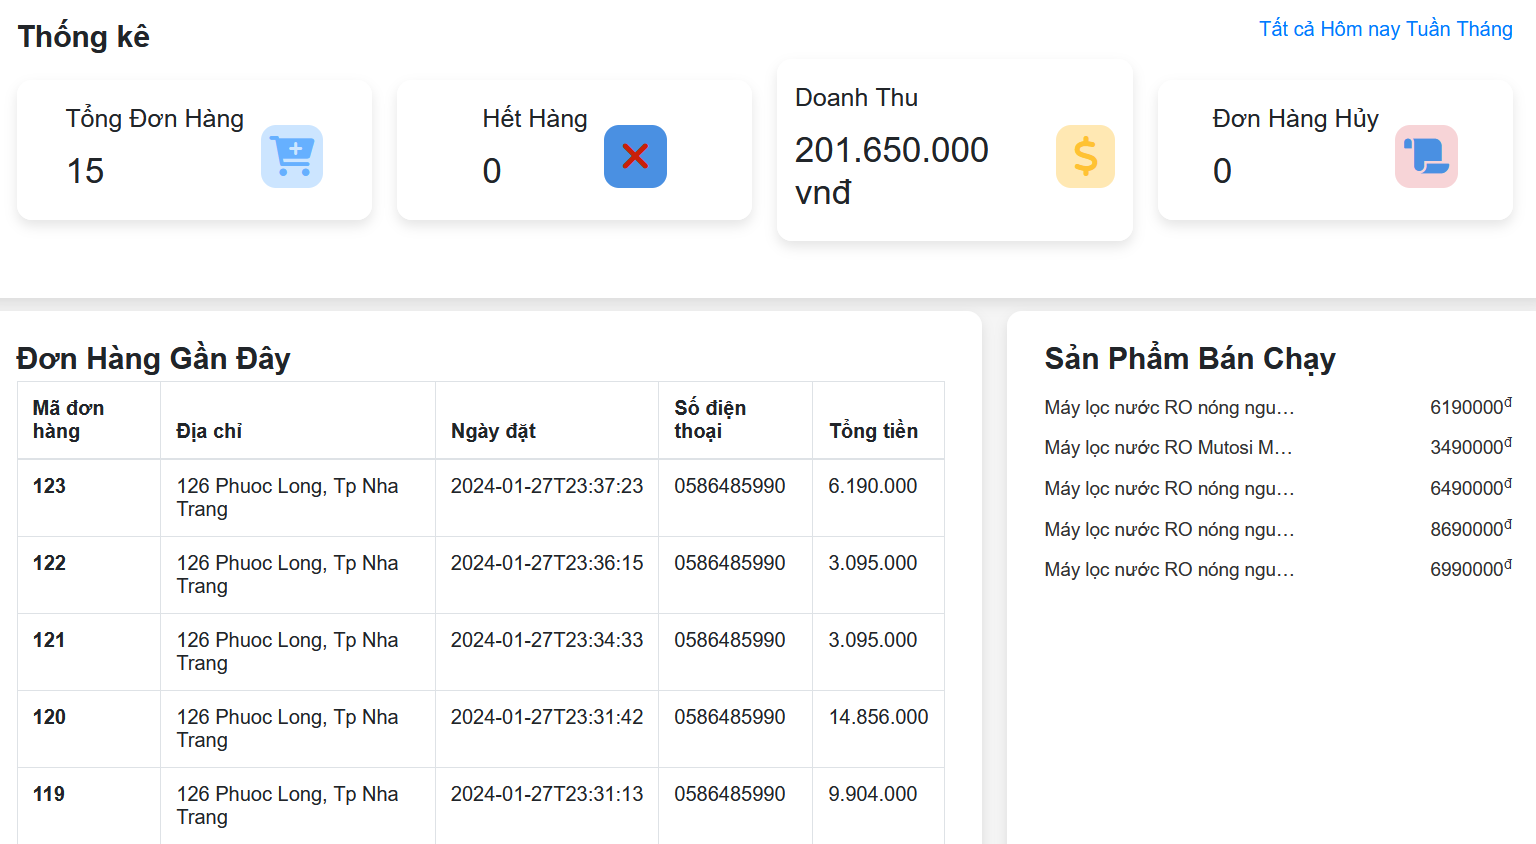 Thống kê
Tất cả Hôm nay Tuần Tháng
Tổng Đơn Hàng
15
Hết Hàng
0
Doanh Thu
201.650.000
vnđ
Đơn Hàng Hủy
0
Đơn Hàng Gần Đây
Mã đơn hàng Địa chỉ Ngày đặt Số điện thoại Tổng tiền
123 126 Phuoc Long, Tp Nha Trang 2024-01-27T23:37:23 0586485990 6.190.000
122 126 Phuoc Long, Tp Nha Trang 2024-01-27T23:36:15 0586485990 3.095.000
121 126 Phuoc Long, Tp Nha Trang 2024-01-27T23:34:33 0586485990 3.095.000
120 126 Phuoc Long, Tp Nha Trang 2024-01-27T23:31:42 0586485990 14.856.000
119 126 Phuoc Long, Tp Nha Trang 2024-01-27T23:31:13 0586485990 9.904.000
Sản Phẩm Bán Chạy
Máy lọc nước RO nóng ngu… 6190000đ
Máy lọc nước RO Mutosi M… 3490000đ
Máy lọc nước RO nóng ngu… 6490000đ
Máy lọc nước RO nóng ngu… 8690000đ
Máy lọc nước RO nóng ngu… 6990000đ